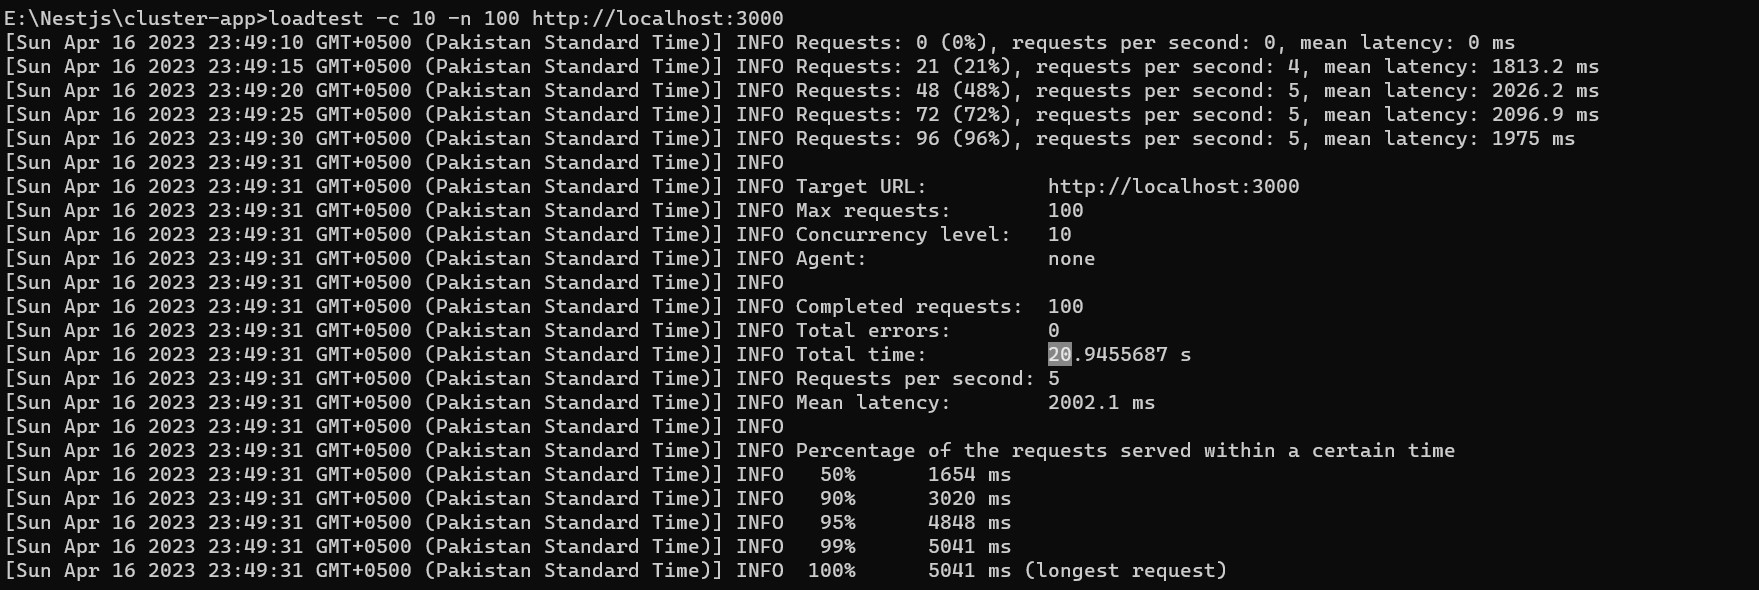 E:\Nestjs\cluster-app>loadtest -c 10 -n 100 http://localhost:3000
[Sun Apr 16 2023 23:49:10 GMT+0500 (Pakistan Standard Time)] INFO Requests: 0 (0%), requests per second: 0, mean latency: 0 ms
[Sun Apr 16 2023 23:49:15 GMT+0500 (Pakistan Standard Time)] INFO Requests: 21 (21%), requests per second: 4, mean latency: 1813.2 ms
[Sun Apr 16 2023 23:49:20 GMT+0500 (Pakistan Standard Time)] INFO Requests: 48 (48%), requests per second: 5, mean latency: 2026.2 ms
[Sun Apr 16 2023 23:49:25 GMT+0500 (Pakistan Standard Time)] INFO Requests: 72 (72%), requests per second: 5, mean latency: 2096.9 ms
[Sun Apr 16 2023 23:49:30 GMT+0500 (Pakistan Standard Time)] INFO Requests: 96 (96%), requests per second: 5, mean latency: 1975 ms
[Sun Apr 16 2023 23:49:31 GMT+0500 (Pakistan Standard Time)] INFO
[Sun Apr 16 2023 23:49:31 GMT+0500 (Pakistan Standard Time)] INFO Target URL:          http://localhost:3000
[Sun Apr 16 2023 23:49:31 GMT+0500 (Pakistan Standard Time)] INFO Max requests:        100
[Sun Apr 16 2023 23:49:31 GMT+0500 (Pakistan Standard Time)] INFO Concurrency level:   10
[Sun Apr 16 2023 23:49:31 GMT+0500 (Pakistan Standard Time)] INFO Agent:               none
[Sun Apr 16 2023 23:49:31 GMT+0500 (Pakistan Standard Time)] INFO
[Sun Apr 16 2023 23:49:31 GMT+0500 (Pakistan Standard Time)] INFO Completed requests:  100
[Sun Apr 16 2023 23:49:31 GMT+0500 (Pakistan Standard Time)] INFO Total errors:        0
[Sun Apr 16 2023 23:49:31 GMT+0500 (Pakistan Standard Time)] INFO Total time:          20.9455687 s
[Sun Apr 16 2023 23:49:31 GMT+0500 (Pakistan Standard Time)] INFO Requests per second: 5
[Sun Apr 16 2023 23:49:31 GMT+0500 (Pakistan Standard Time)] INFO Mean latency:        2002.1 ms
[Sun Apr 16 2023 23:49:31 GMT+0500 (Pakistan Standard Time)] INFO
[Sun Apr 16 2023 23:49:31 GMT+0500 (Pakistan Standard Time)] INFO Percentage of the requests served within a certain time
[Sun Apr 16 2023 23:49:31 GMT+0500 (Pakistan Standard Time)] INFO   50%      1654 ms
[Sun Apr 16 2023 23:49:31 GMT+0500 (Pakistan Standard Time)] INFO   90%      3020 ms
[Sun Apr 16 2023 23:49:31 GMT+0500 (Pakistan Standard Time)] INFO   95%      4848 ms
[Sun Apr 16 2023 23:49:31 GMT+0500 (Pakistan Standard Time)] INFO   99%      5041 ms
[Sun Apr 16 2023 23:49:31 GMT+0500 (Pakistan Standard Time)] INFO  100%      5041 ms (longest request)